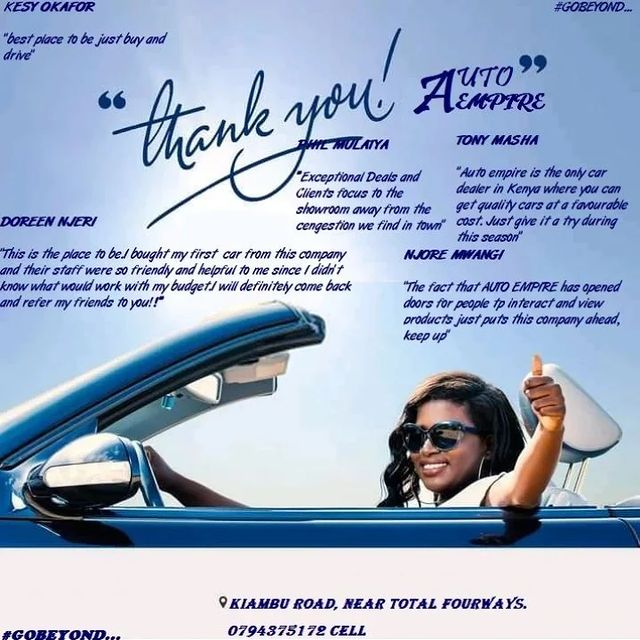 KESY OKAFOR
#GOBEYOND...
"best place to be just buy and
drive"
“thank you!
AUTO
EMPIRE”
PHIL MULAIYA
"Exceptional Deals and
Clients focus to the
showroom away from the
cengestion we find in town"
TONY MASHA
"Auto empire is the only car
dealer in Kenya where you can
get quality cars at a favourable
cost. Just give it a try during
this season"
DOREEN NJERI
"This is the place to be.I bought my first car from this company
and their staff were so friendly and helpful to me since I didn't
know what would work with my budget.I will definitely come back
and refer my friends to you!!"
NJORE MWANGI
"The fact that AUTO EMPIRE has opened
doors for people tp interact and view
products just puts this company ahead,
keep up"
KIAMBU ROAD, NEAR TOTAL FOURWAYS.
0794375172 CELL
#GOBEYOND...